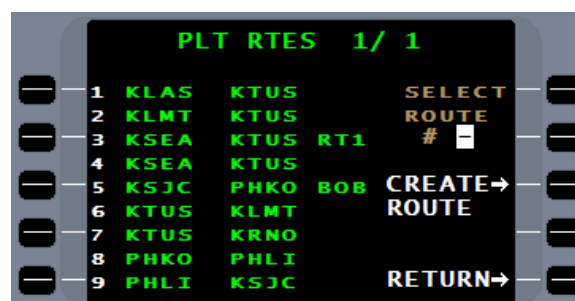 PLT RTES 1/ 1
1 KLAS KTUS SELECT
2 KLMT KTUS ROUTE
3 KSEA KTUS RT1 # –
4 KSEA KTUS
5 KSJC PHKO BOB CREATE→
6 KTUS KLMT ROUTE
7 KTUS KRNO
8 PHKO PHLI
9 PHLI KSJC RETURN→